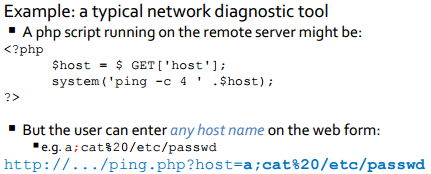 Example: a typical network diagnostic tool
▪ A php script running on the remote server might be:
<?php
$host = $ GET['host'];
system('ping -c 4 ' .$host);
?>
▪ But the user can enter any host name on the web form:
▪ e.g. a;cat%20/etc/passwd
http://.../ping.php?host=a;cat%20/etc/passwd